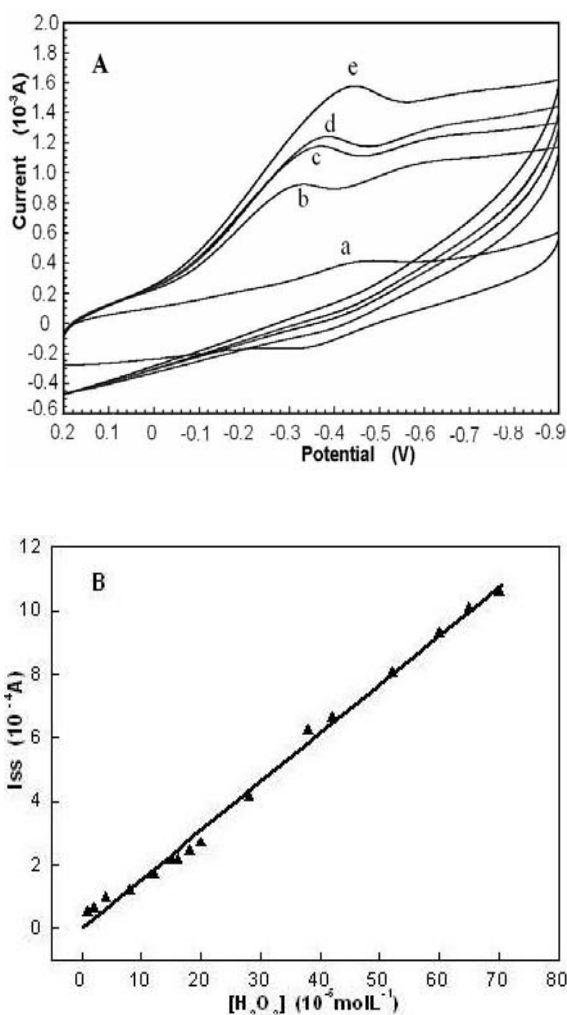 A
Current (10⁻³A)
2.0
1.8
1.6
1.4
1.2
1.0
0.8
0.6
0.4
0.2
0
-0.2
-0.4
-0.6
e
d
c
b
a
0.2 0.1 0 -0.1 -0.2 -0.3 -0.4 -0.5 -0.6 -0.7 -0.8 -0.9
Potential (V)
B
Iss (10⁻⁴A)
12
10
8
6
4
2
0
0 10 20 30 40 50 60 70 80
[H₂O₂] (10⁻⁶molL⁻¹)